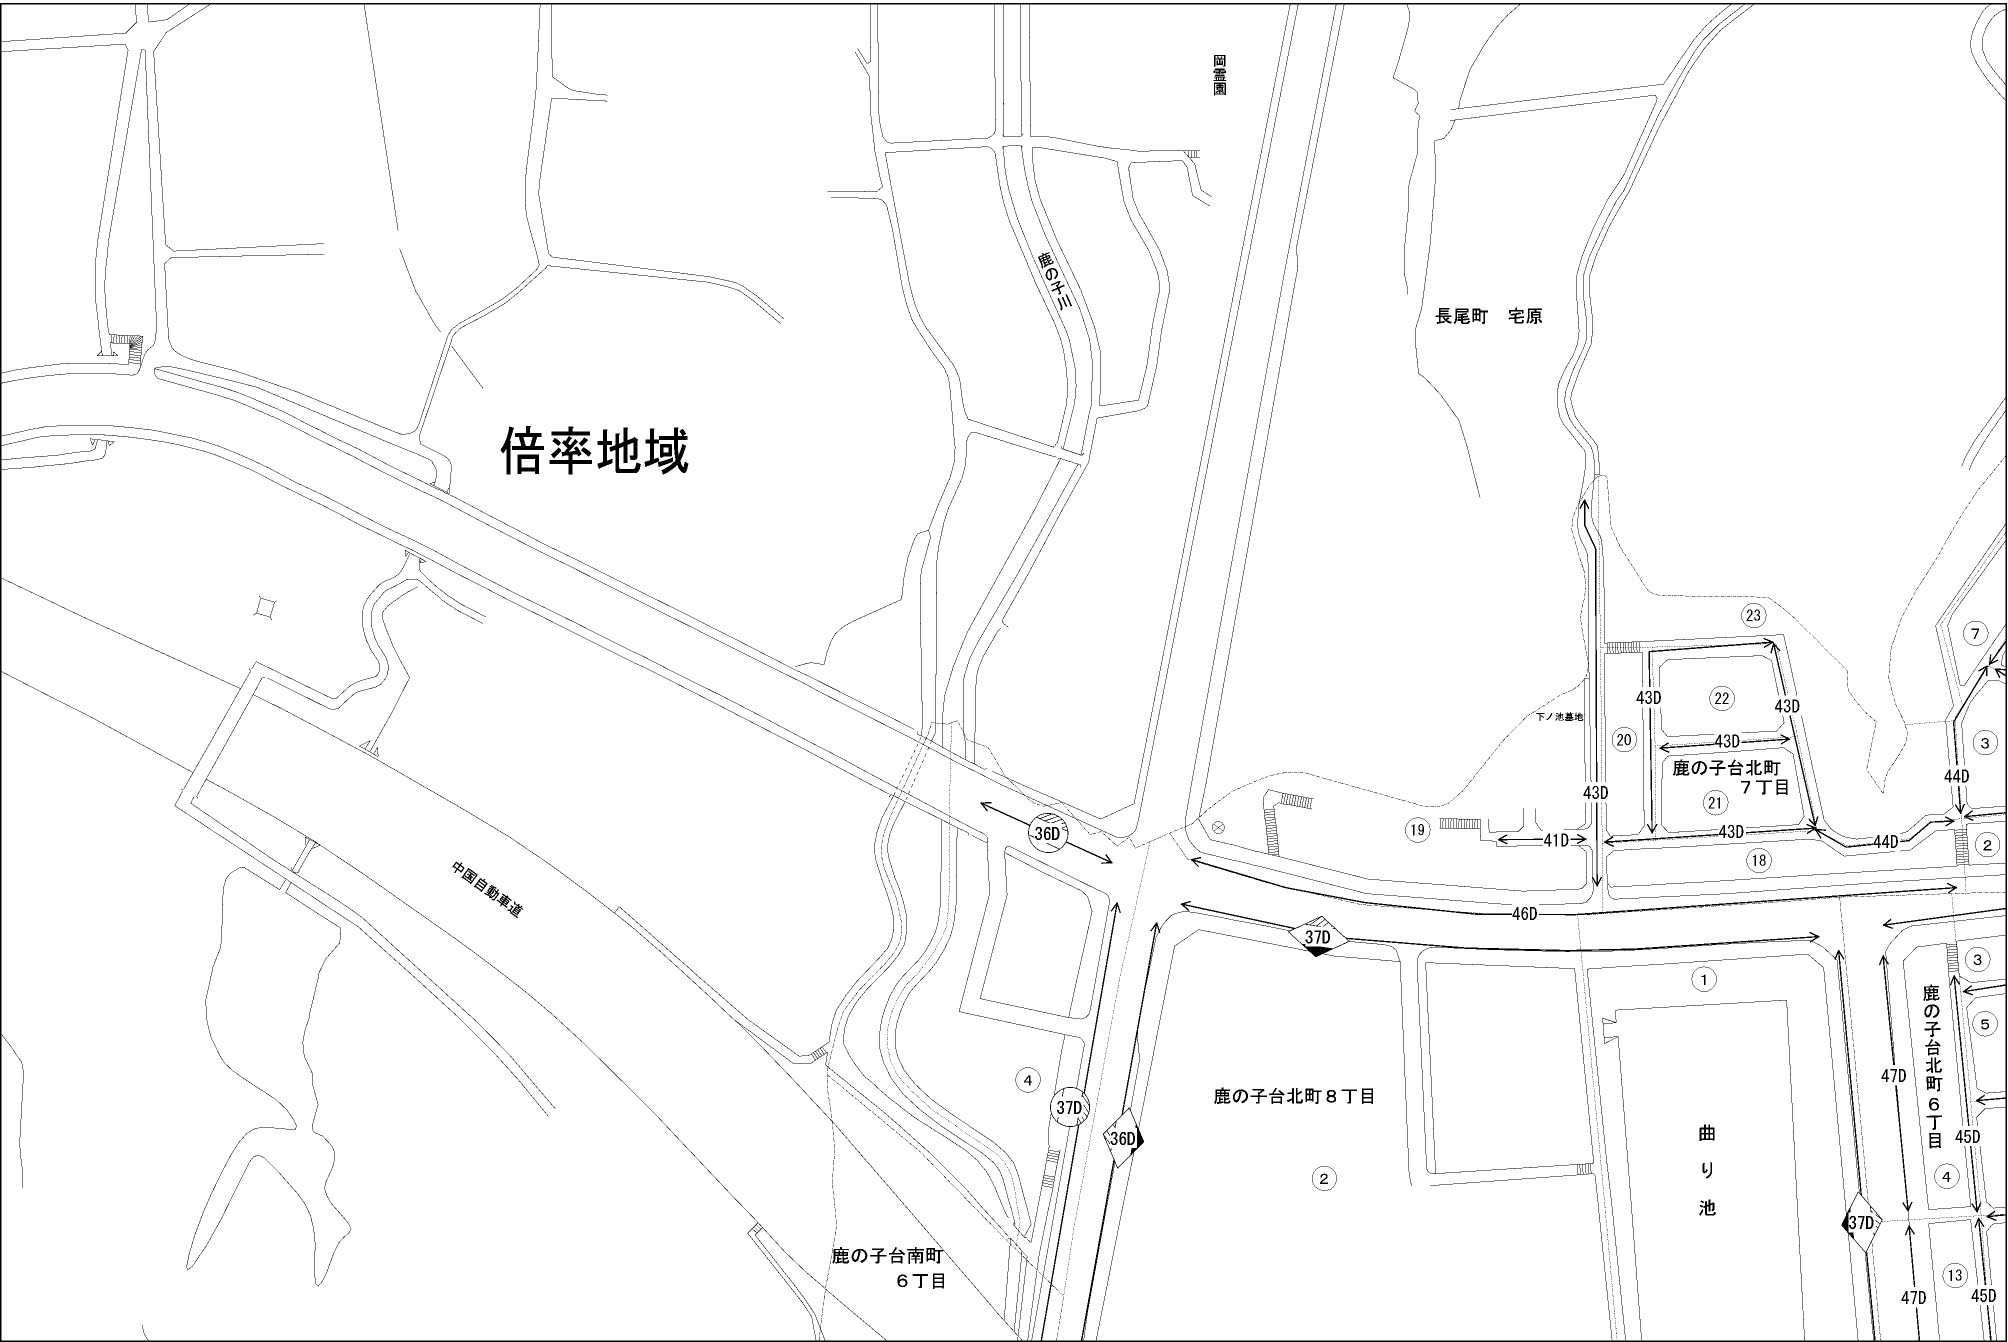 岡霊園
鹿の子川
長尾町　宅原
倍率地域
23
7
43D
22
43D
下ノ池墓地
20
43D
3
鹿の子台北町
７丁目
44D
43D
21
36D
19
41D
43D
44D
2
18
中国自動車道
46D
37D
3
1
鹿の子台北町６丁目
5
4
47D
37D
鹿の子台北町８丁目
36D
曲り池
45D
2
4
37D
鹿の子台南町
６丁目
13
47D
45D